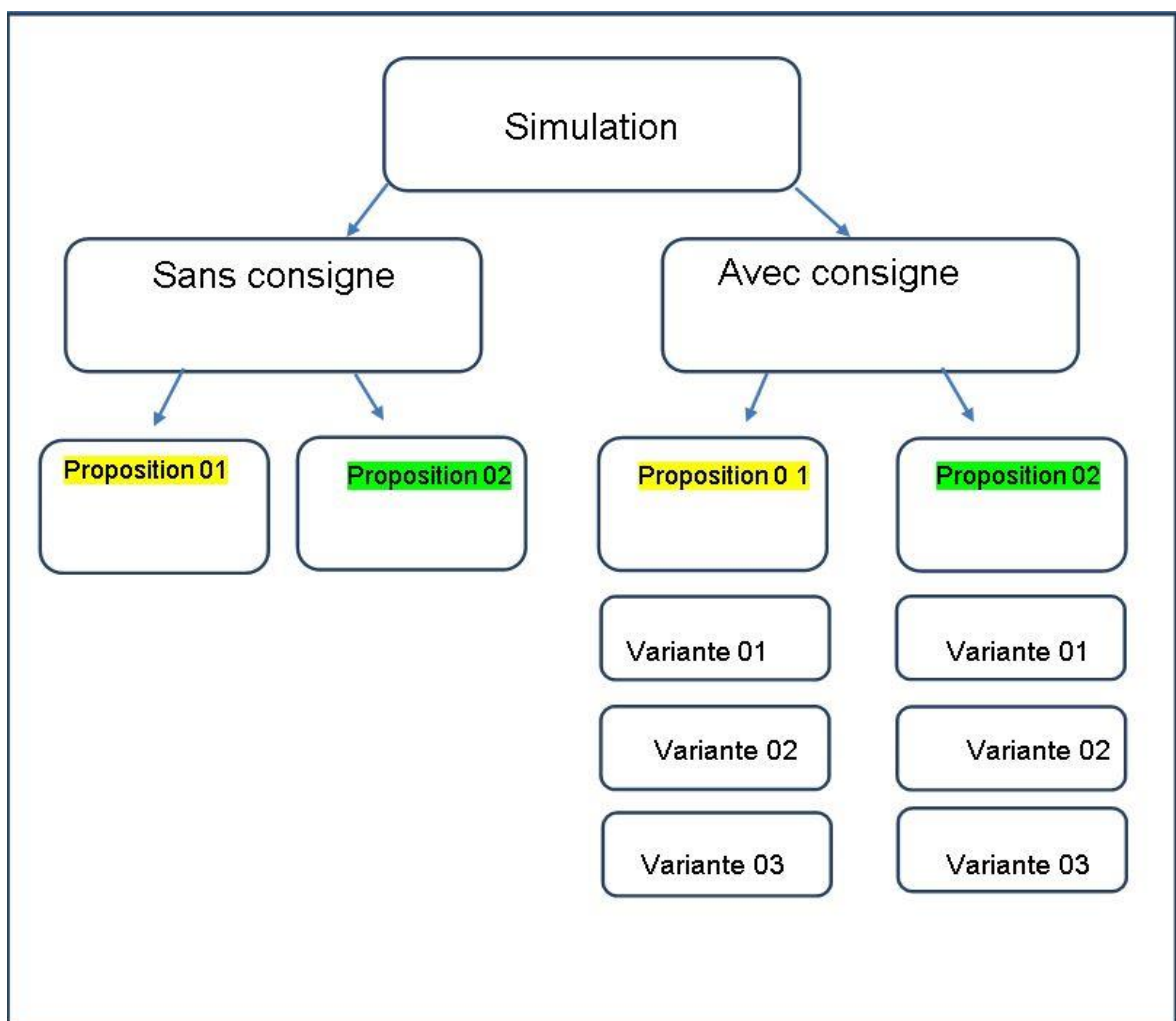 Simulation
Sans consigne
Avec consigne
Proposition 01
Proposition 02
Proposition 0 1
Proposition 02
Variante 01
Variante 01
Variante 02
Variante 02
Variante 03
Variante 03